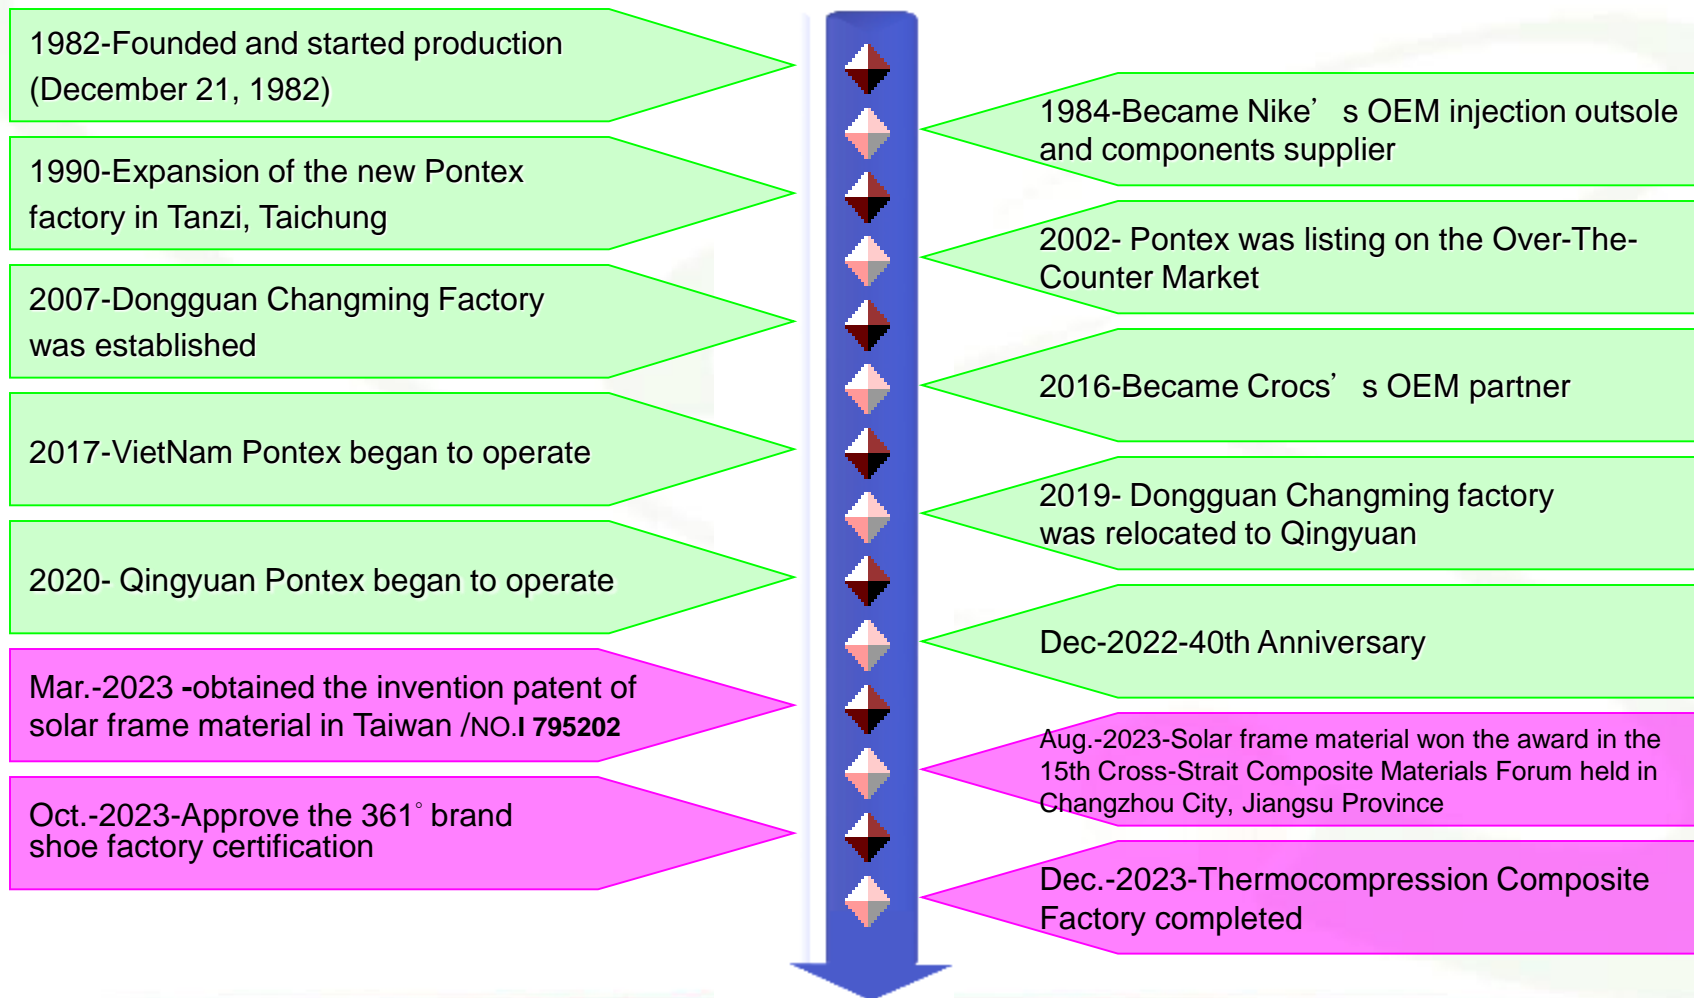 1982-Founded and started production
(December 21, 1982)
1984-Became Nike’s OEM injection outsole
and components supplier
1990-Expansion of the new Pontex
factory in Tanzi, Taichung
2002- Pontex was listing on the Over-The-
Counter Market
2007-Dongguan Changming Factory
was established
2016-Became Crocs’s OEM partner
2017-VietNam Pontex began to operate
2019- Dongguan Changming factory
was relocated to Qingyuan
2020- Qingyuan Pontex began to operate
Dec-2022-40th Anniversary
Mar.-2023 -obtained the invention patent of
solar frame material in Taiwan /NO.I 795202
Aug.-2023-Solar frame material won the award in the
15th Cross-Strait Composite Materials Forum held in
Changzhou City, Jiangsu Province
Oct.-2023-Approve the 361° brand
shoe factory certification
Dec.-2023-Thermocompression Composite
Factory completed